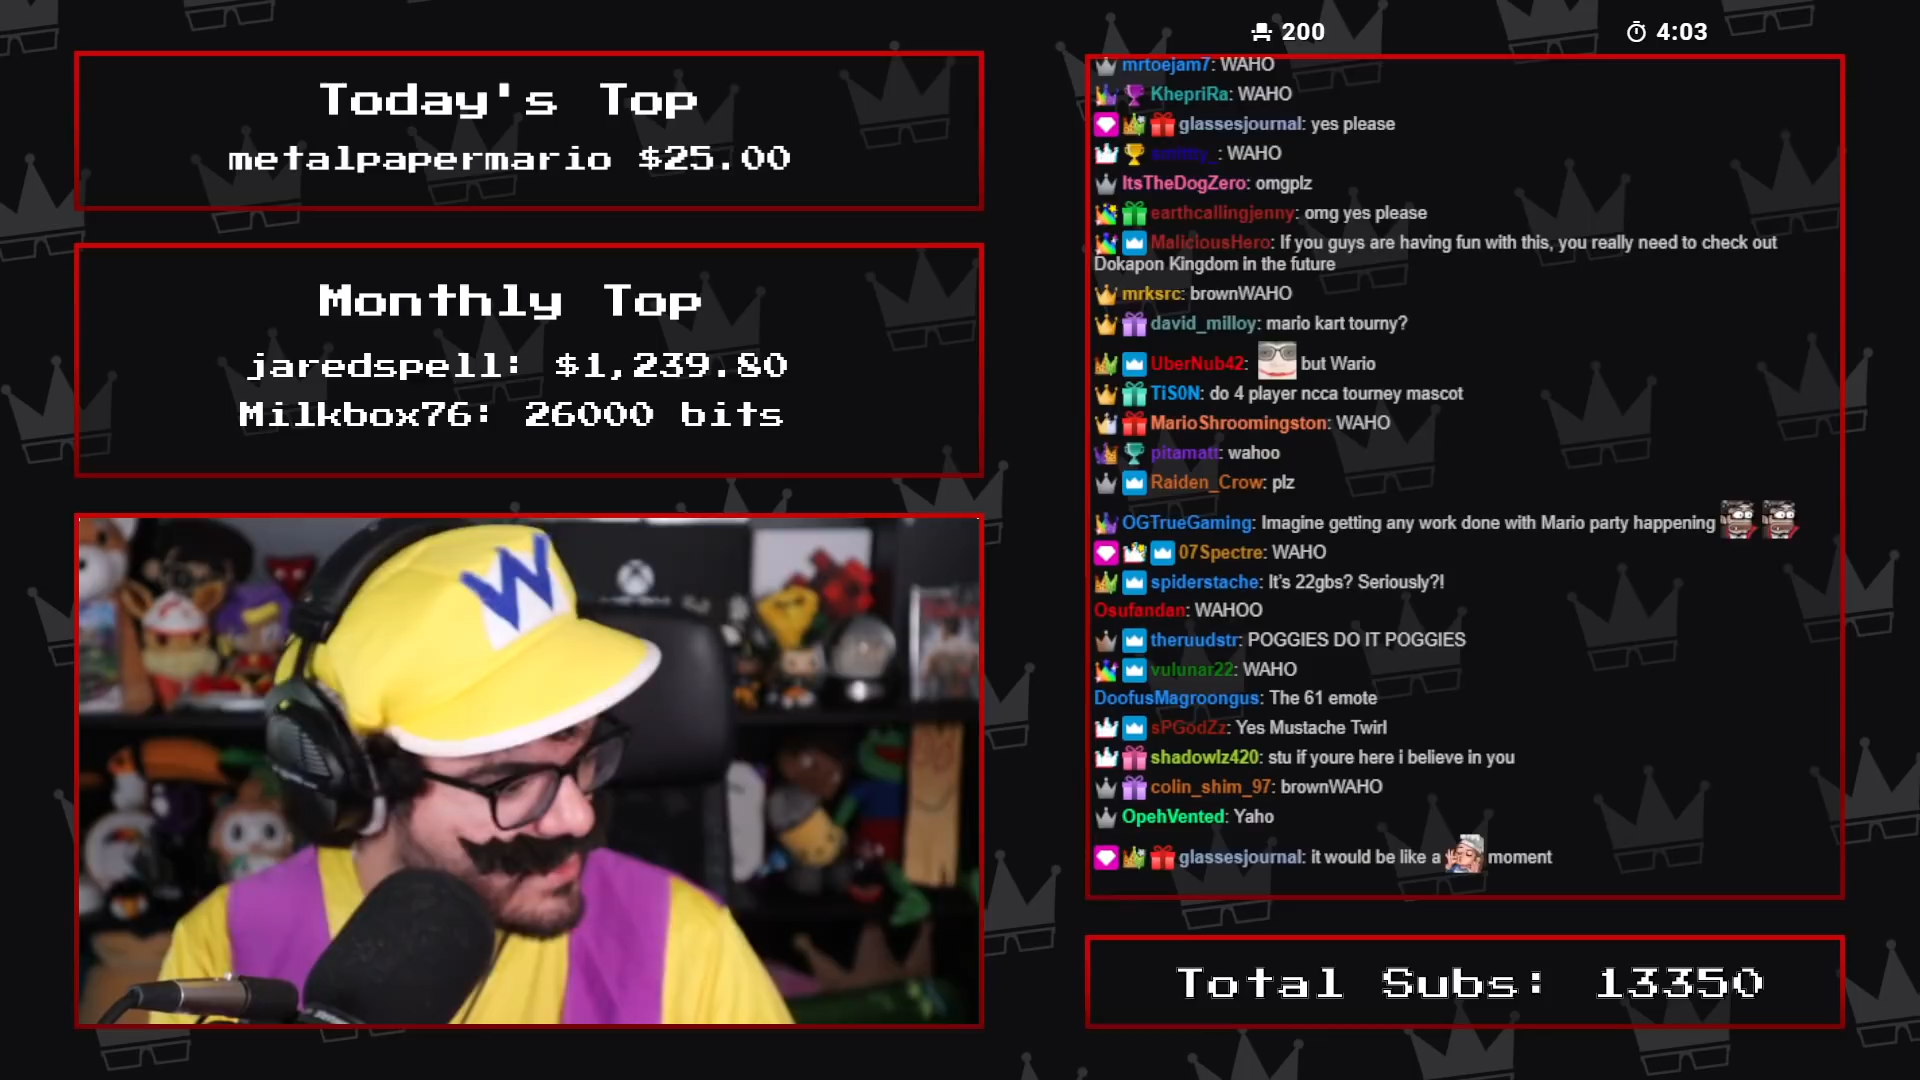 200
4:03
Today's Top
metalpapermario $25.00
Monthly Top
jaredspell: $1,239.80
Milkbox76: 26000 bits
W
XBOX
mrtoejam7: WAHO
KhepriRa: WAHO
glassesjournal: yes please
: WAHO
ItsTheDogZero: omgplz
earthcallingjenny: omg yes please
MaliciousHero: If you guys are having fun with this, you really need to check out
Dokapon Kingdom in the future
mrksrc: brownWAHO
david_milloy: mario kart tourny?
UberNub42: but Wario
TiS0N: do 4 player ncca tourney mascot
MarioShroomingston: WAHO
pitamatt: wahoo
Raiden_Crow: plz
OGTrueGaming: Imagine getting any work done with Mario party happening
07Spectre: WAHO
spiderstache: It's 22gbs? Seriously?!
Osufandan: WAHOO
theruudstr: POGGIES DO IT POGGIES
vulunar22: WAHO
DoofusMagroongus: The 61 emote
sPGodZz: Yes Mustache Twirl
shadowlz420: stu if youre here i believe in you
colin_shim_97: brownWAHO
OpehVented: Yaho
glassesjournal: it would be like a moment
Total Subs: 13350